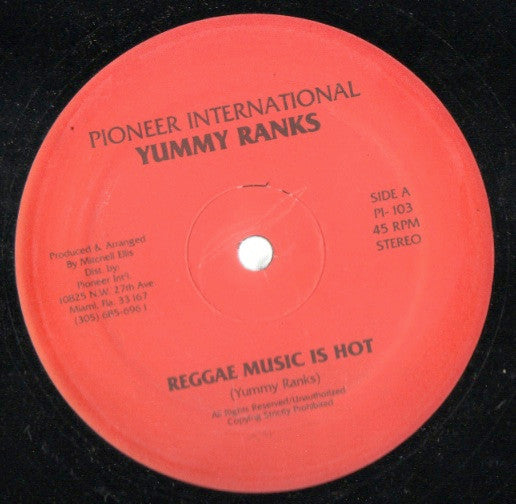 PIONEER INTERNATIONAL
YUMMY RANKS
SIDE A
PI-103
45 RPM
STEREO
Produced & Arranged
By Mitchell Ellis
Dist. by:
Pioneer Int'l.
10825 N.W. 27th Ave
Miami, Fla. 33167
(305) 685-6961
REGGAE MUSIC IS HOT
(Yummy Ranks)
All Rights Reserved/Unauthorized
Copying Strictly Prohibited